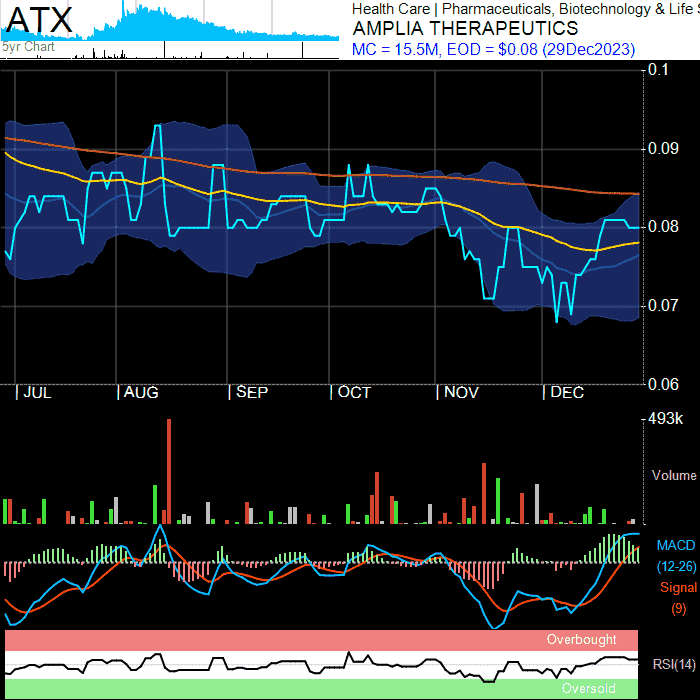 ATX
5yr Chart
Health Care | Pharmaceuticals, Biotechnology & Life S
AMPLIA THERAPEUTICS
MC = 15.5M, EOD = $0.08 (29Dec2023)
0.1
0.09
0.08
0.07
0.06
| JUL | AUG | SEP | OCT | NOV | DEC
493k
Volume
MACD
(12-26)
Signal
(9)
Overbought
RSI(14)
Oversold